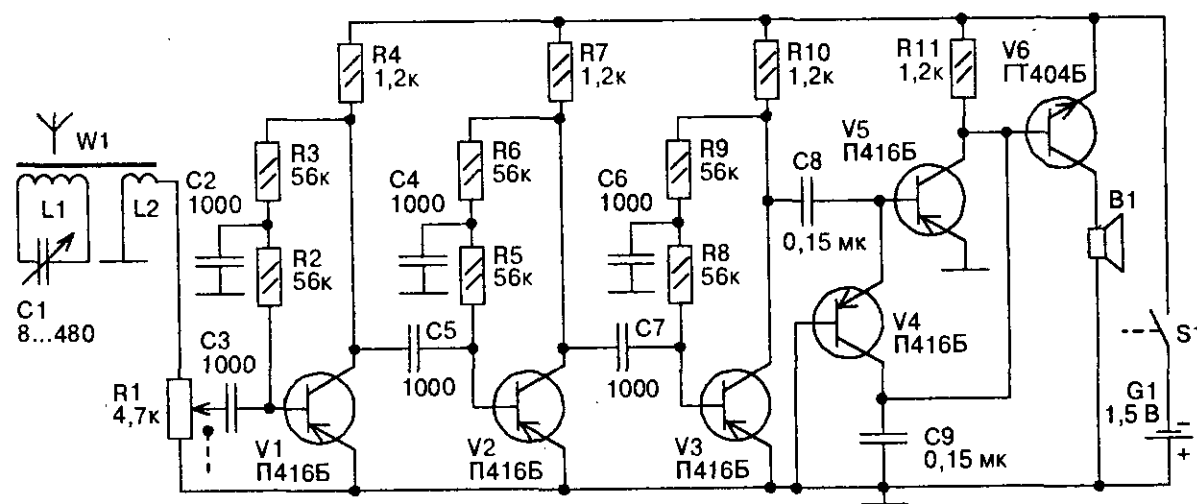 R4
1,2к
R7
1,2к
R10
1,2к
R11
1,2к
V6
ГТ404Б
W1
L1
L2
C1
8...480
C2
1000
R3
56к
R2
56к
C3
1000
R1
4,7к
V1
П416Б
C4
1000
R6
56к
R5
56к
C5
1000
V2
П416Б
C6
1000
R9
56к
R8
56к
C7
1000
V3
П416Б
C8
0,15 мк
V5
П416Б
V4
П416Б
C9
0,15 мк
B1
S1
G1
1,5 В
−
+